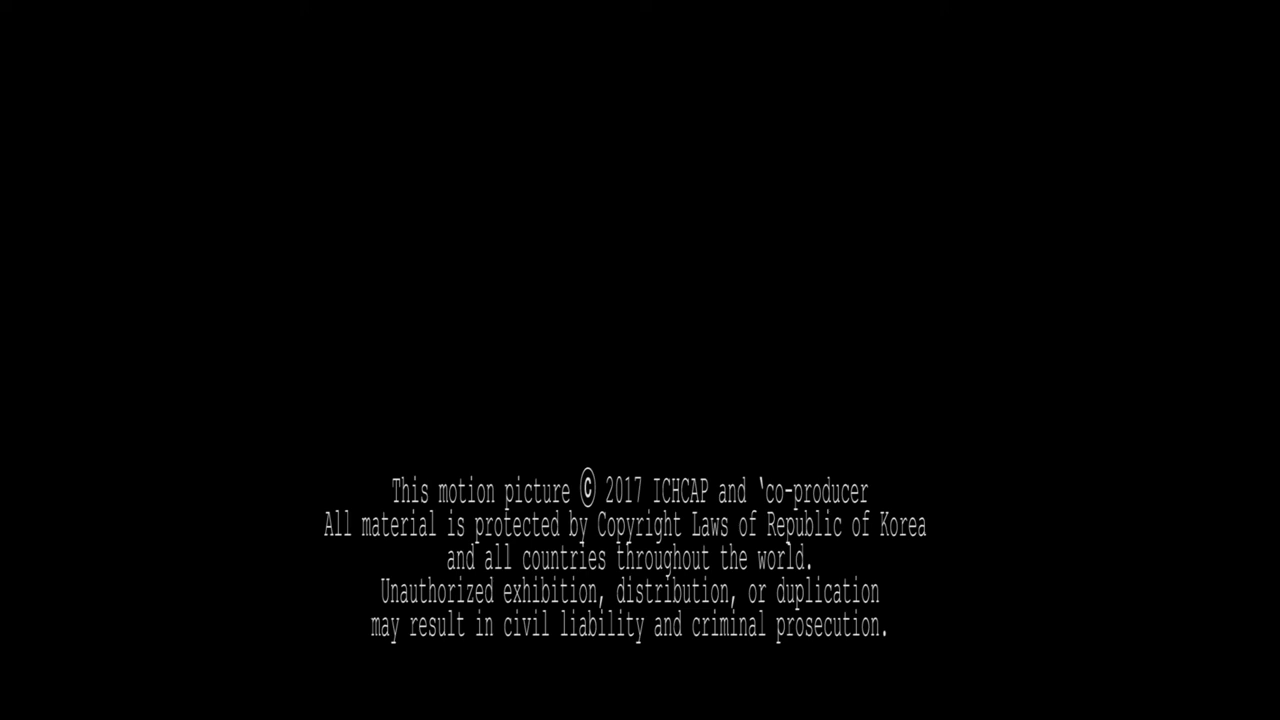 This motion picture ⓒ 2017 ICHCAP and ‘co-producer
All material is protected by Copyright Laws of Republic of Korea
and all countries throughout the world.
Unauthorized exhibition, distribution, or duplication
may result in civil liability and criminal prosecution.